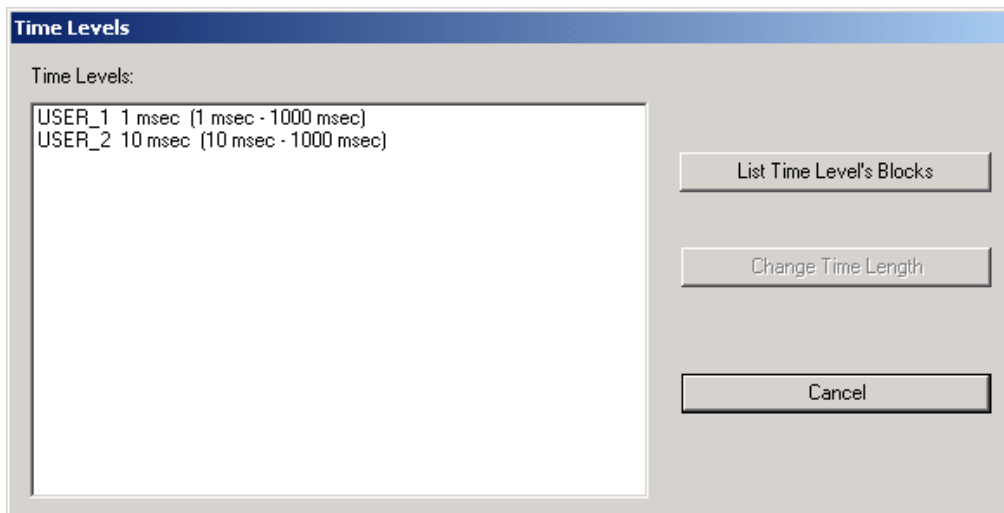 Time Levels
Time Levels:
USER_1 1 msec (1 msec - 1000 msec)
USER_2 10 msec (10 msec - 1000 msec)
List Time Level's Blocks
Change Time Length
Cancel